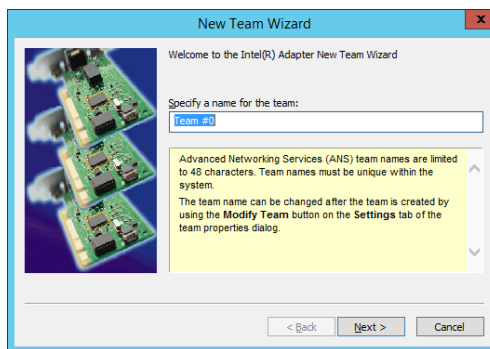 New Team Wizard
x
Welcome to the Intel(R) Adapter New Team Wizard
Specify a name for the team:
Team #0
Advanced Networking Services (ANS) team names are limited
to 48 characters. Team names must be unique within the
system.
The team name can be changed after the team is created by
using the Modify Team button on the Settings tab of the
team properties dialog.
< Back
Next >
Cancel